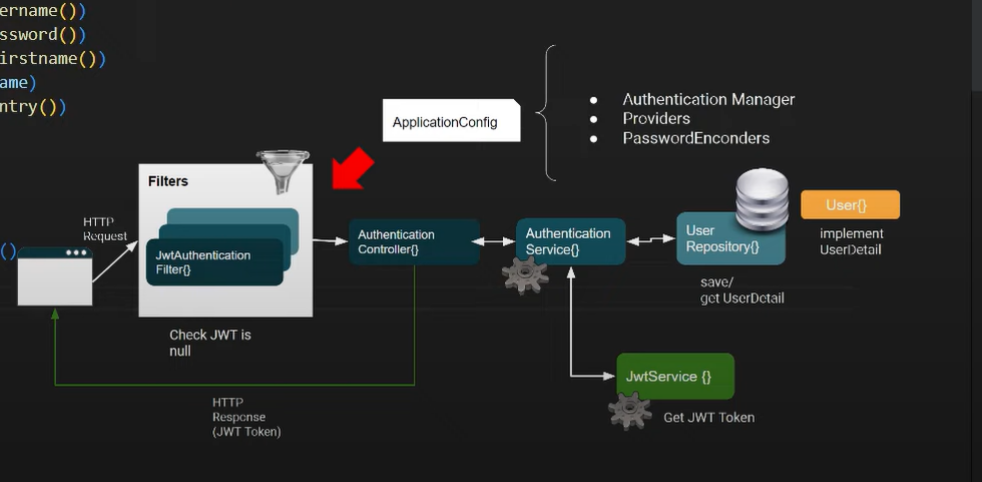 ername())
ssword())
irstname())
ame)
ntry())
()
ApplicationConfig
Authentication Manager
Providers
PasswordEnconders
Filters
HTTP
Request
JwtAuthentication
Filter{}
Check JWT is
null
Authentication
Controller{}
Authentication
Service{}
User
Repository{}
save/
get UserDetail
User{}
implement
UserDetail
JwtService {}
Get JWT Token
HTTP
Response
(JWT Token)